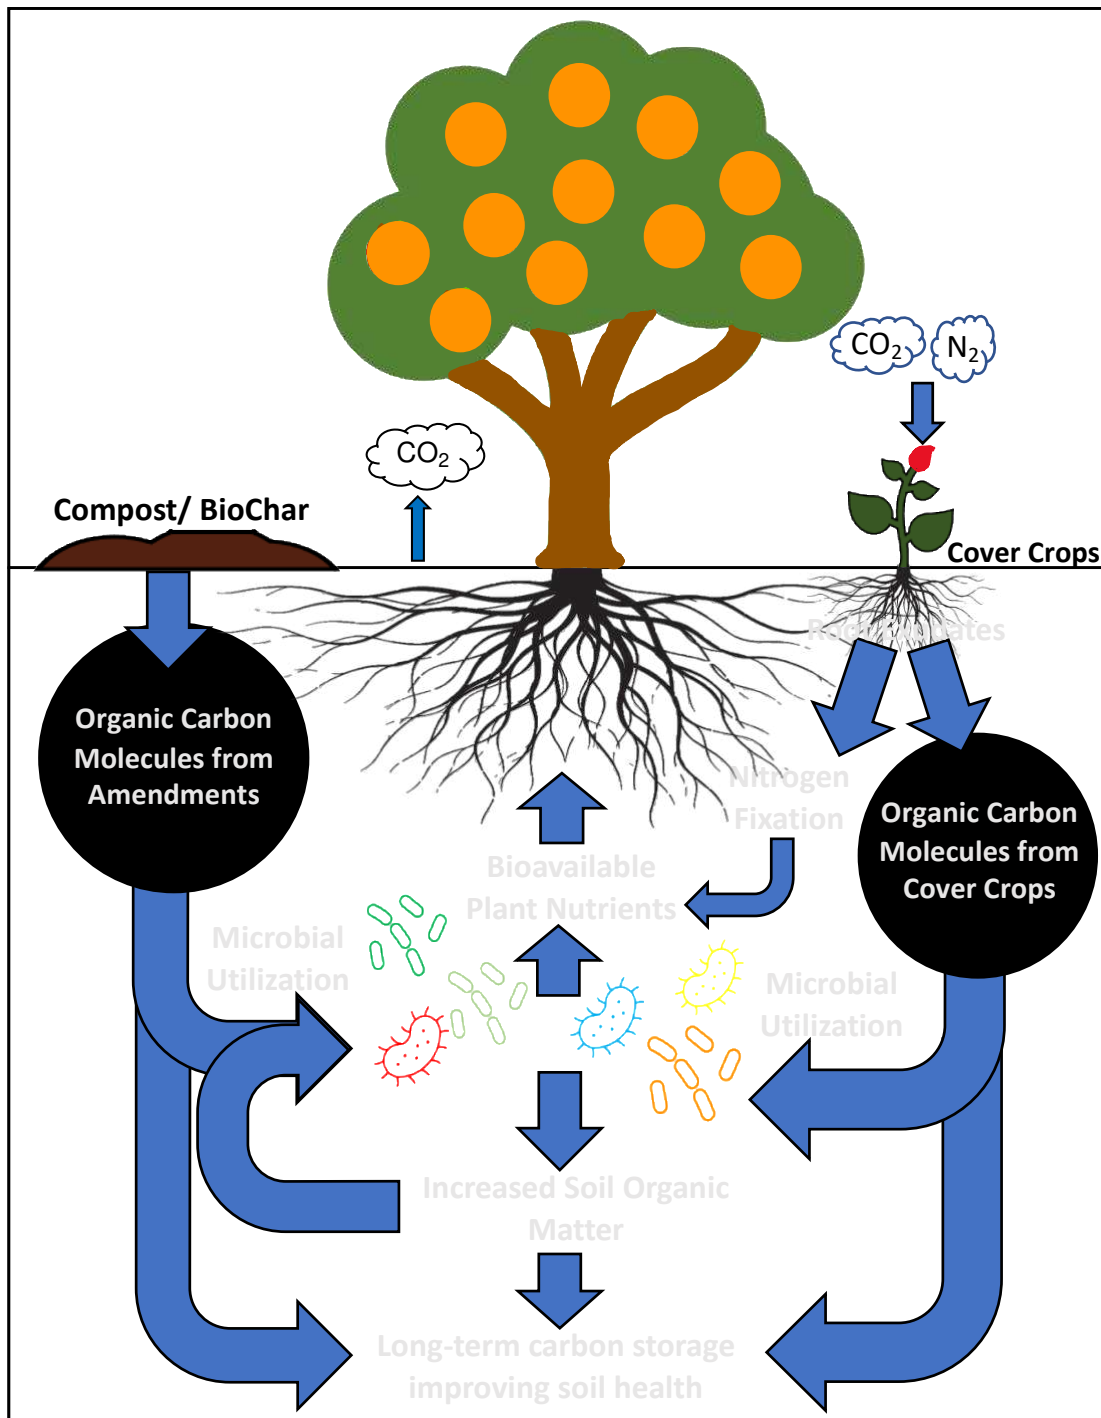 CO₂
N₂
CO₂
Compost/ BioChar
Cover Crops
Root Exudates
Organic Carbon
Molecules from
Amendments
Nitrogen
Fixation
Organic Carbon
Molecules from
Cover Crops
Bioavailable
Plant Nutrients
Microbial
Utilization
Microbial
Utilization
Increased Soil Organic
Matter
Long-term carbon storage
improving soil health